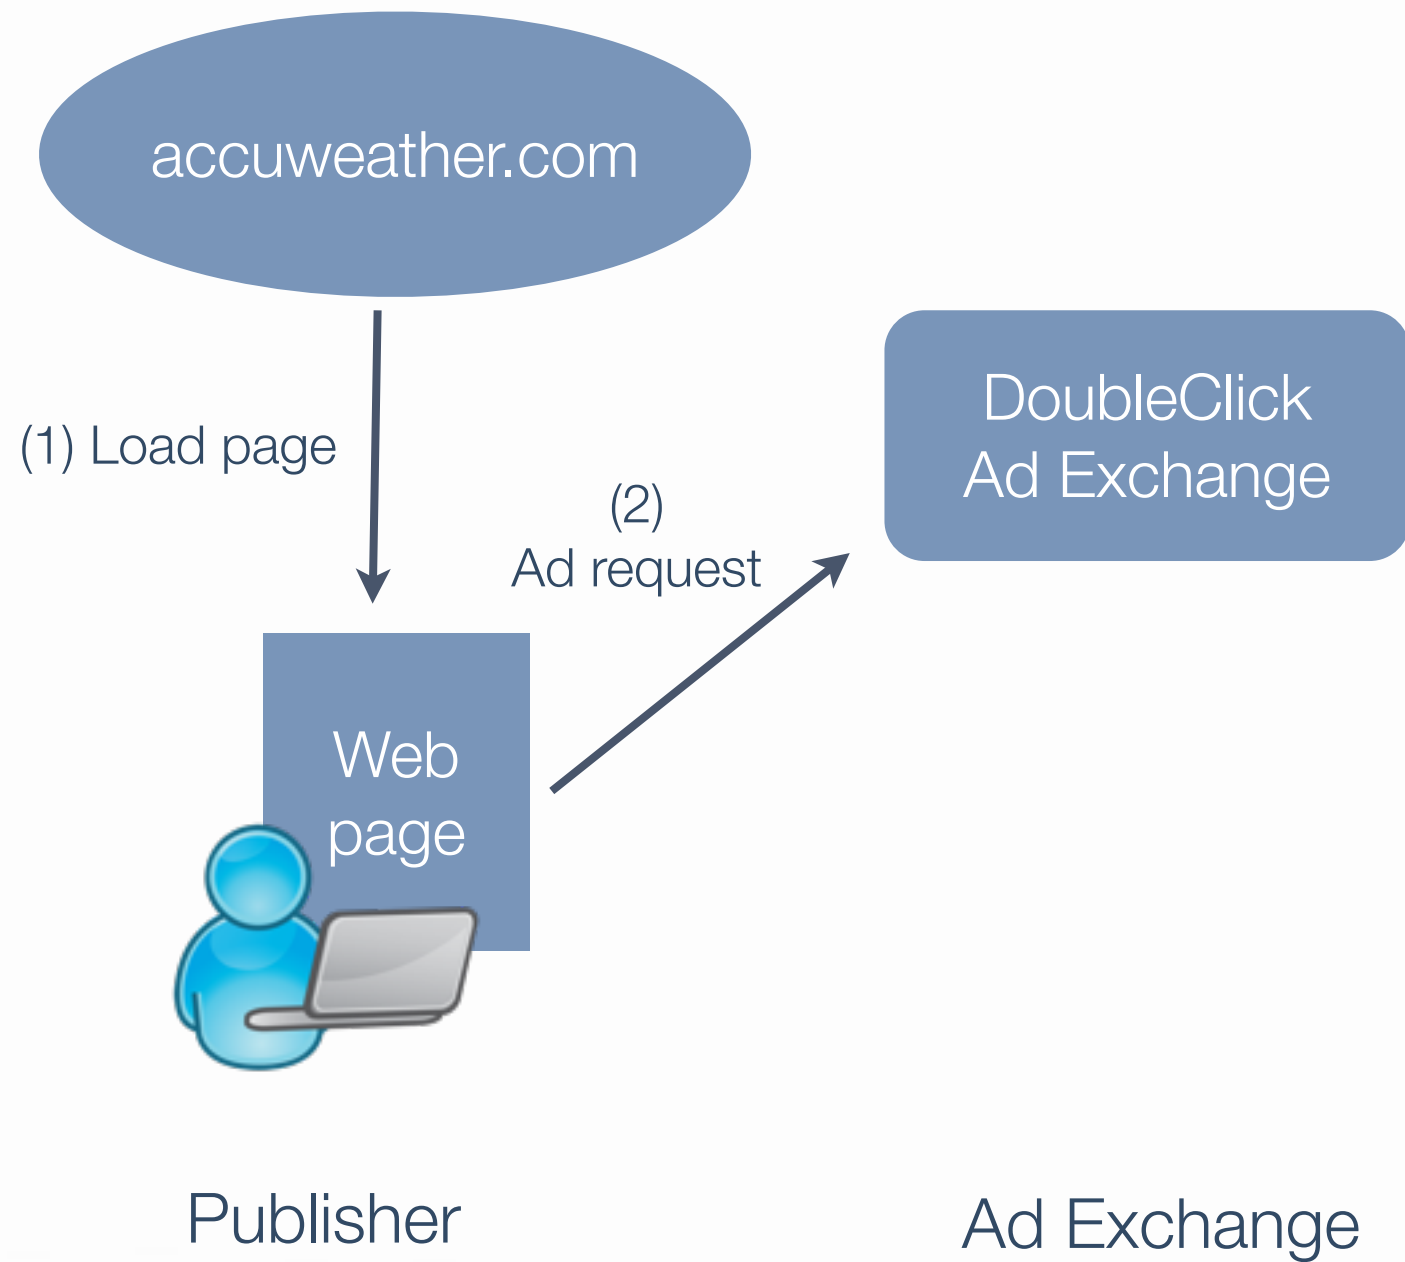 accuweather.com
(1) Load page
(2)
Ad request
DoubleClick
Ad Exchange
Web
page
Publisher
Ad Exchange